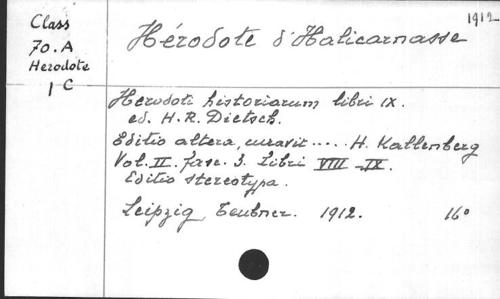 1912
Class
70.A
Herodote
1 C
Hérodote d'Halicarnasse
Herodoti historiarum libri IX.
ed. H.R. Dietsch.
Editio altera, curavit ..... H. Kallenberg
Vol. II. fasc. 3. Libri VIII - IX.
Editio stereotypa.
Leipzig, Teubner. 1912. 16°